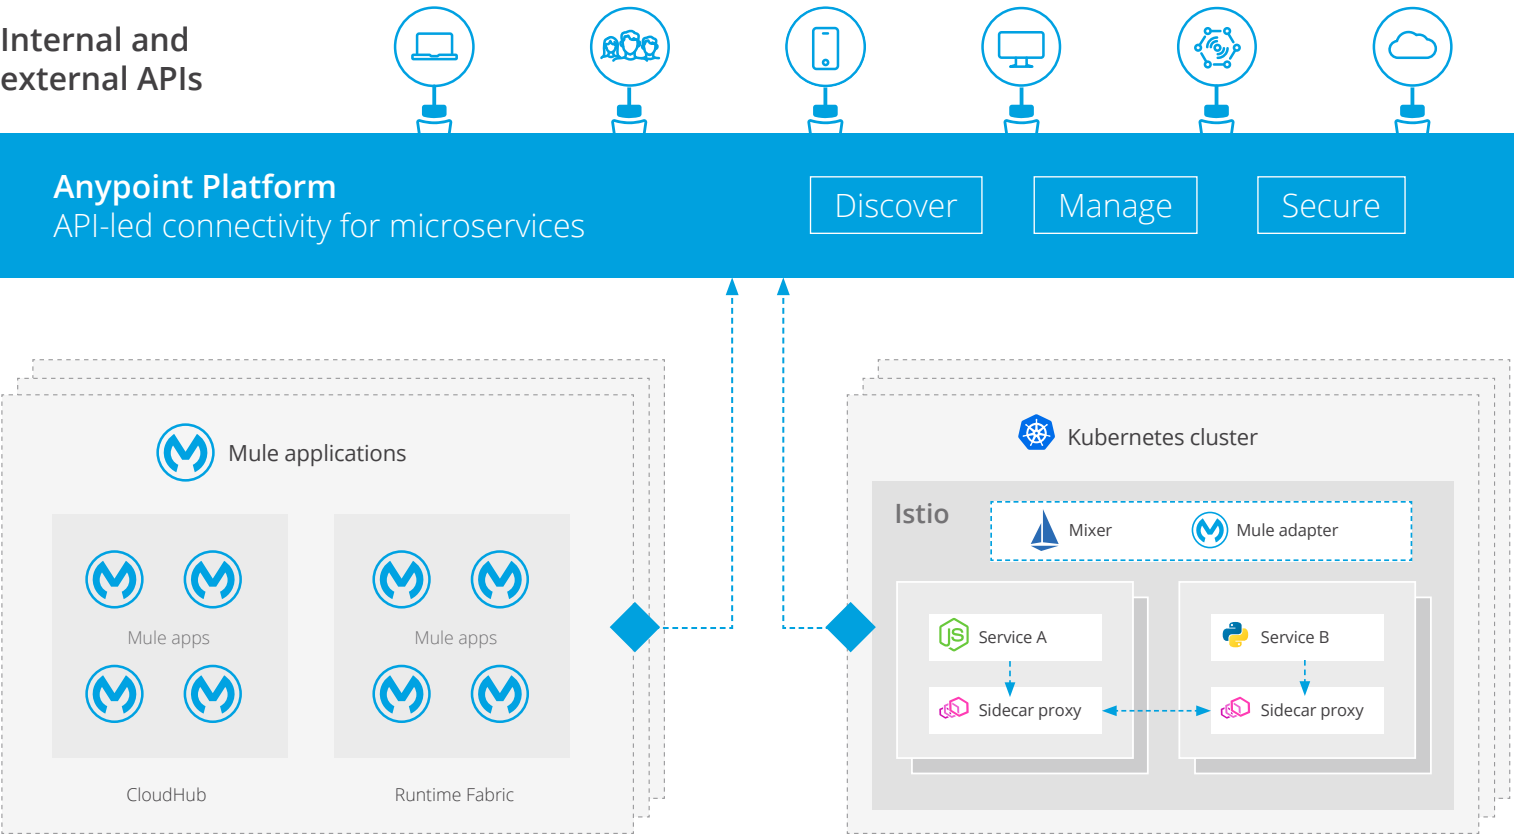 Internal and
external APIs
Anypoint Platform
API-led connectivity for microservices
Discover
Manage
Secure
Mule applications
Mule apps
Mule apps
CloudHub
Runtime Fabric
Kubernetes cluster
Istio
Mixer
Mule adapter
JS
Service A
Service B
Sidecar proxy
Sidecar proxy